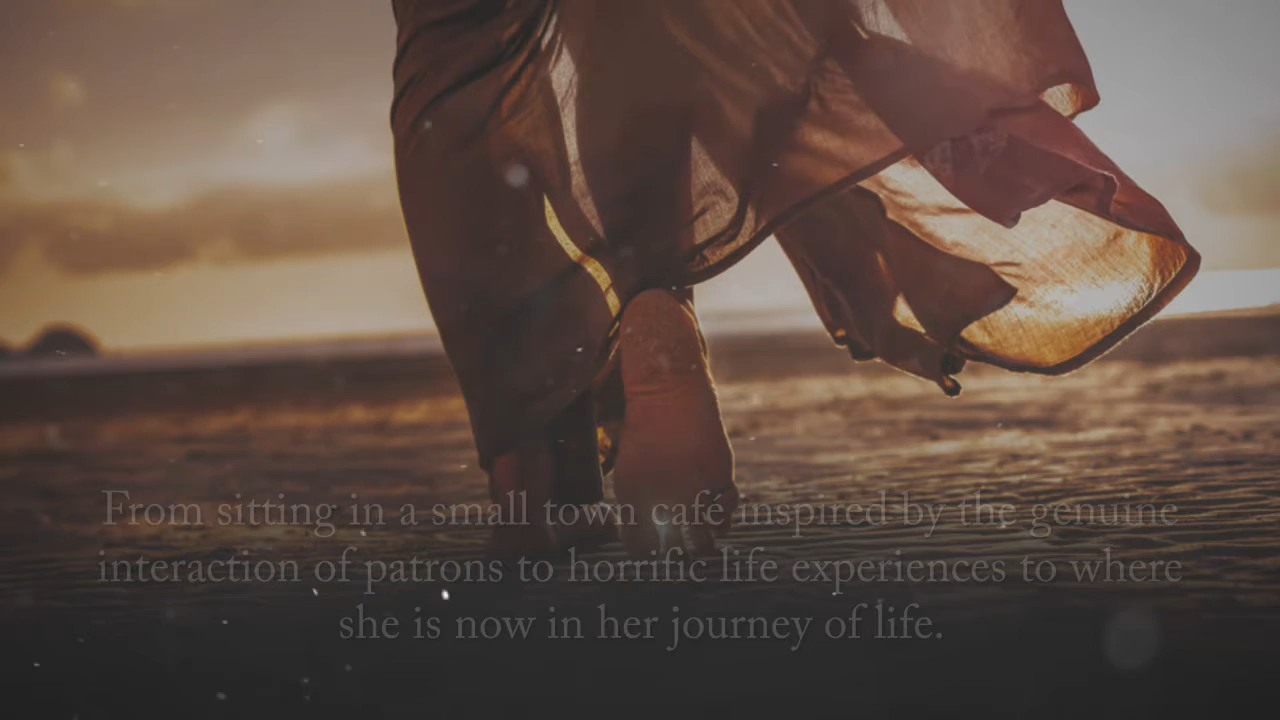 From sitting in a small town café inspired by the genuine
interaction of patrons to horrific life experiences to where
she is now in her journey of life.